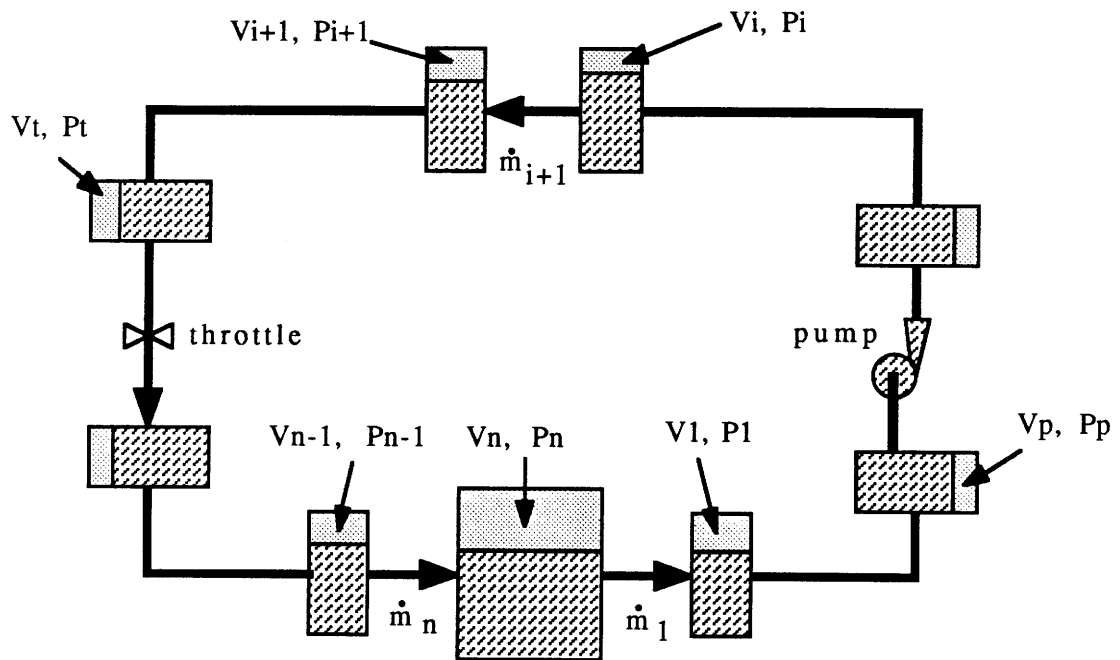 Vi+1, Pi+1
Vi, Pi
Vt, Pt
ṁi+1
throttle
pump
Vn-1, Pn-1
Vn, Pn
V1, P1
Vp, Pp
ṁn
ṁ1